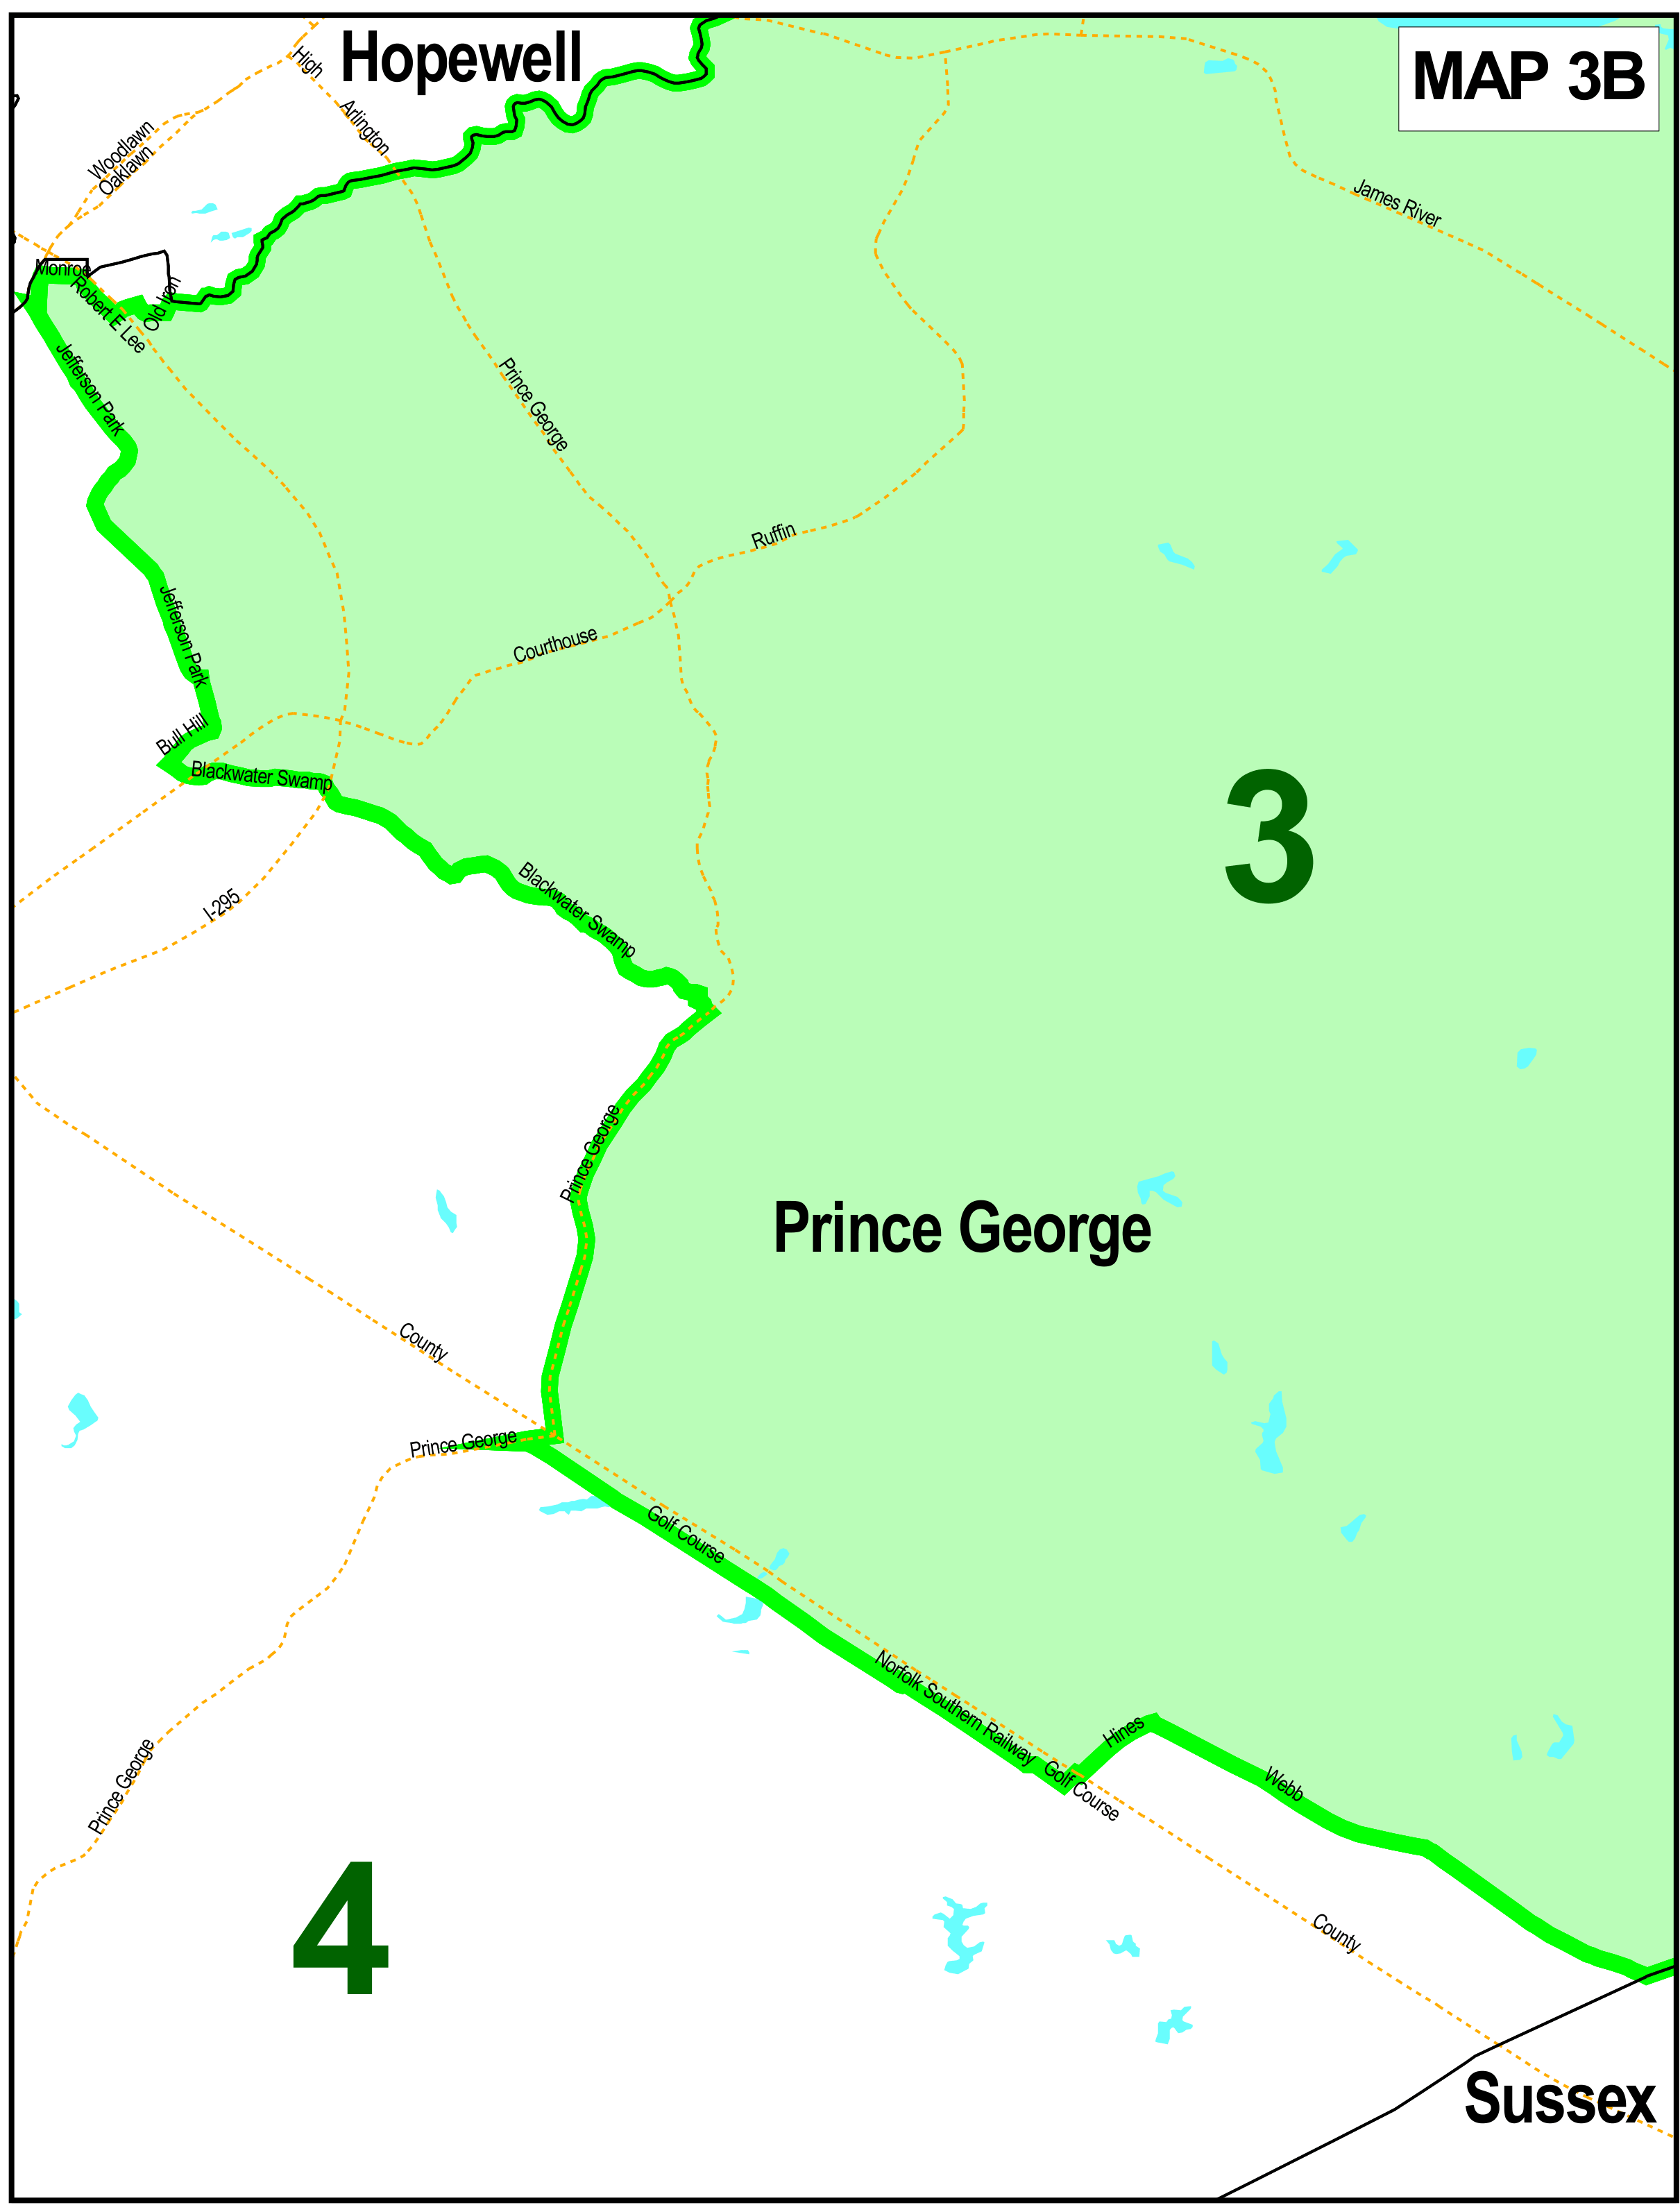 Hopewell
MAP 3B
High
Arlington
Woodlawn
Oaklawn
James River
Monroe
Robert E Lee
Old Iron
Jefferson Park
Prince George
Ruffin
Jefferson Park
Courthouse
Bull Hill
Blackwater Swamp
3
I-295
Blackwater Swamp
Prince George
Prince George
County
Prince George
Golf Course
Norfolk Southern Railway
Hines
Golf Course
Webb
Prince George
4
County
Sussex